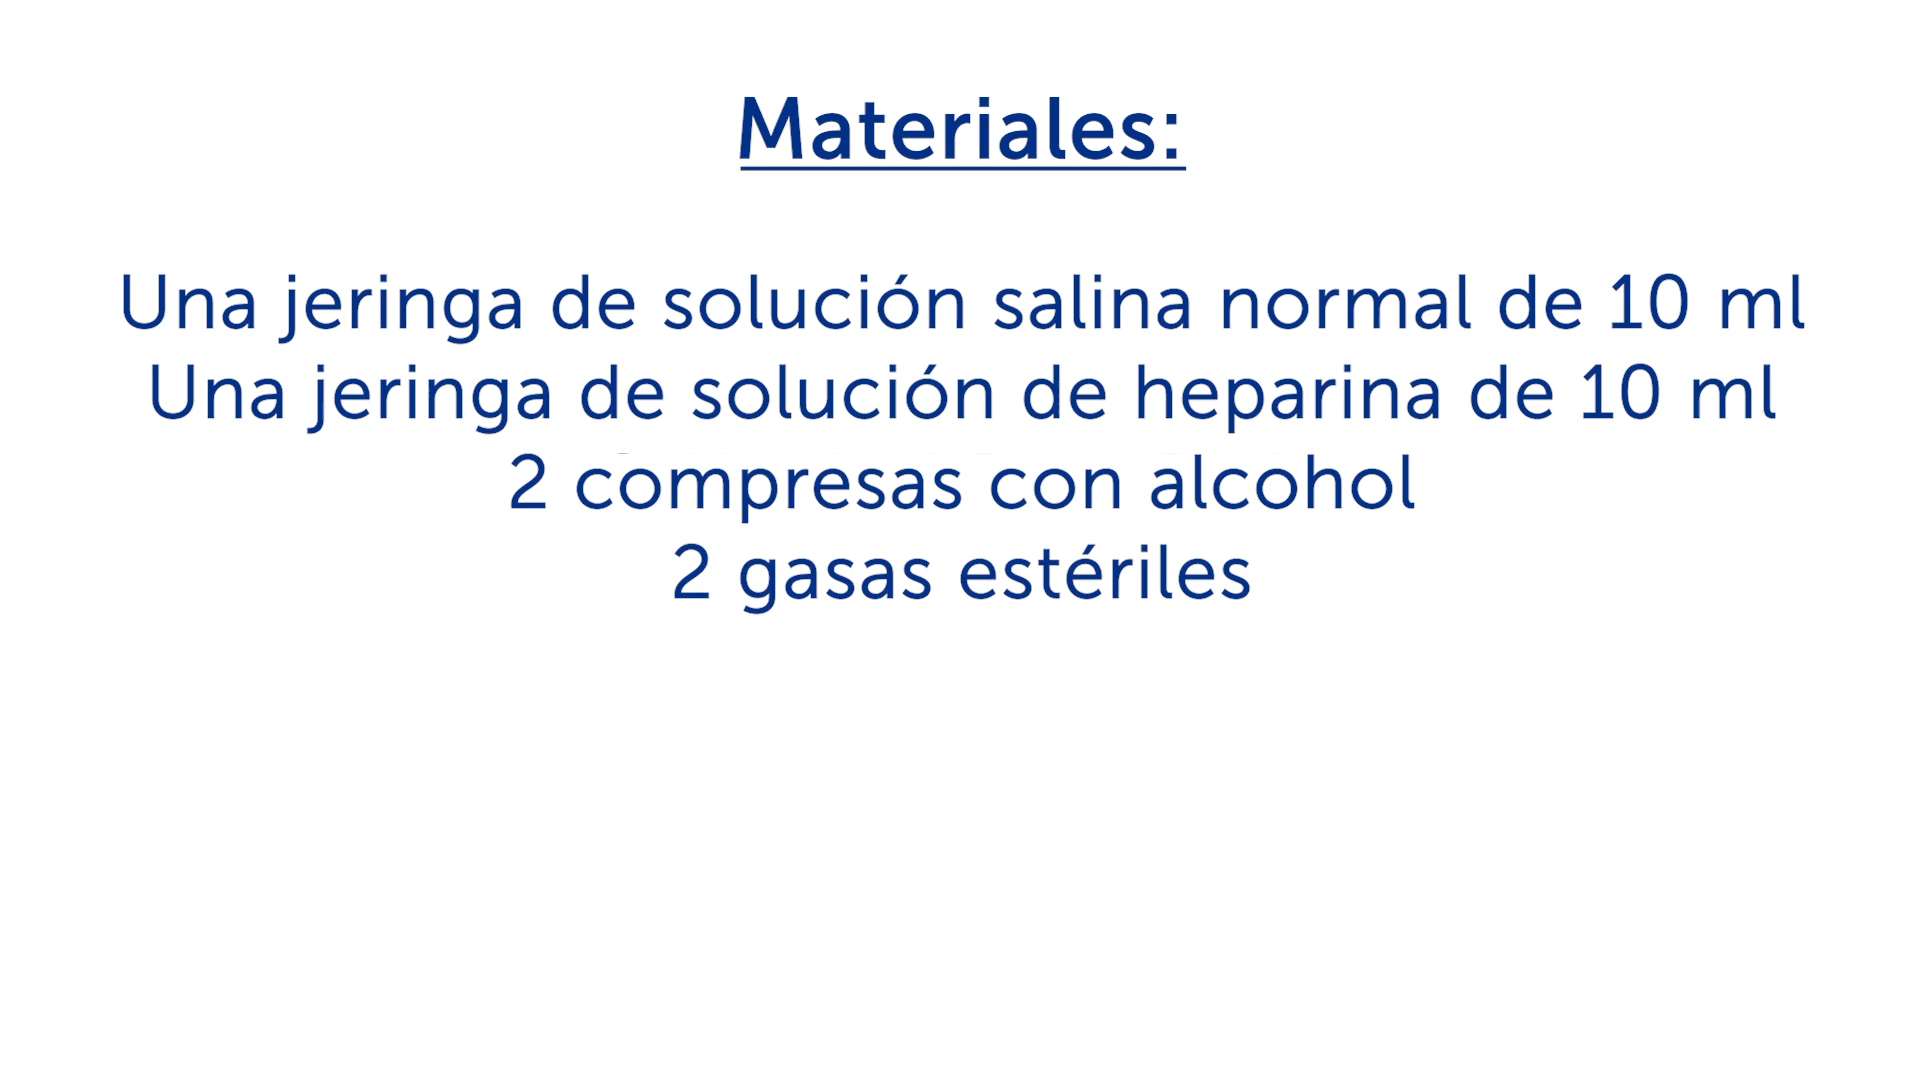 Materiales:
Una jeringa de solución salina normal de 10 ml
Una jeringa de solución de heparina de 10 ml
2 compresas con alcohol
2 gasas estériles